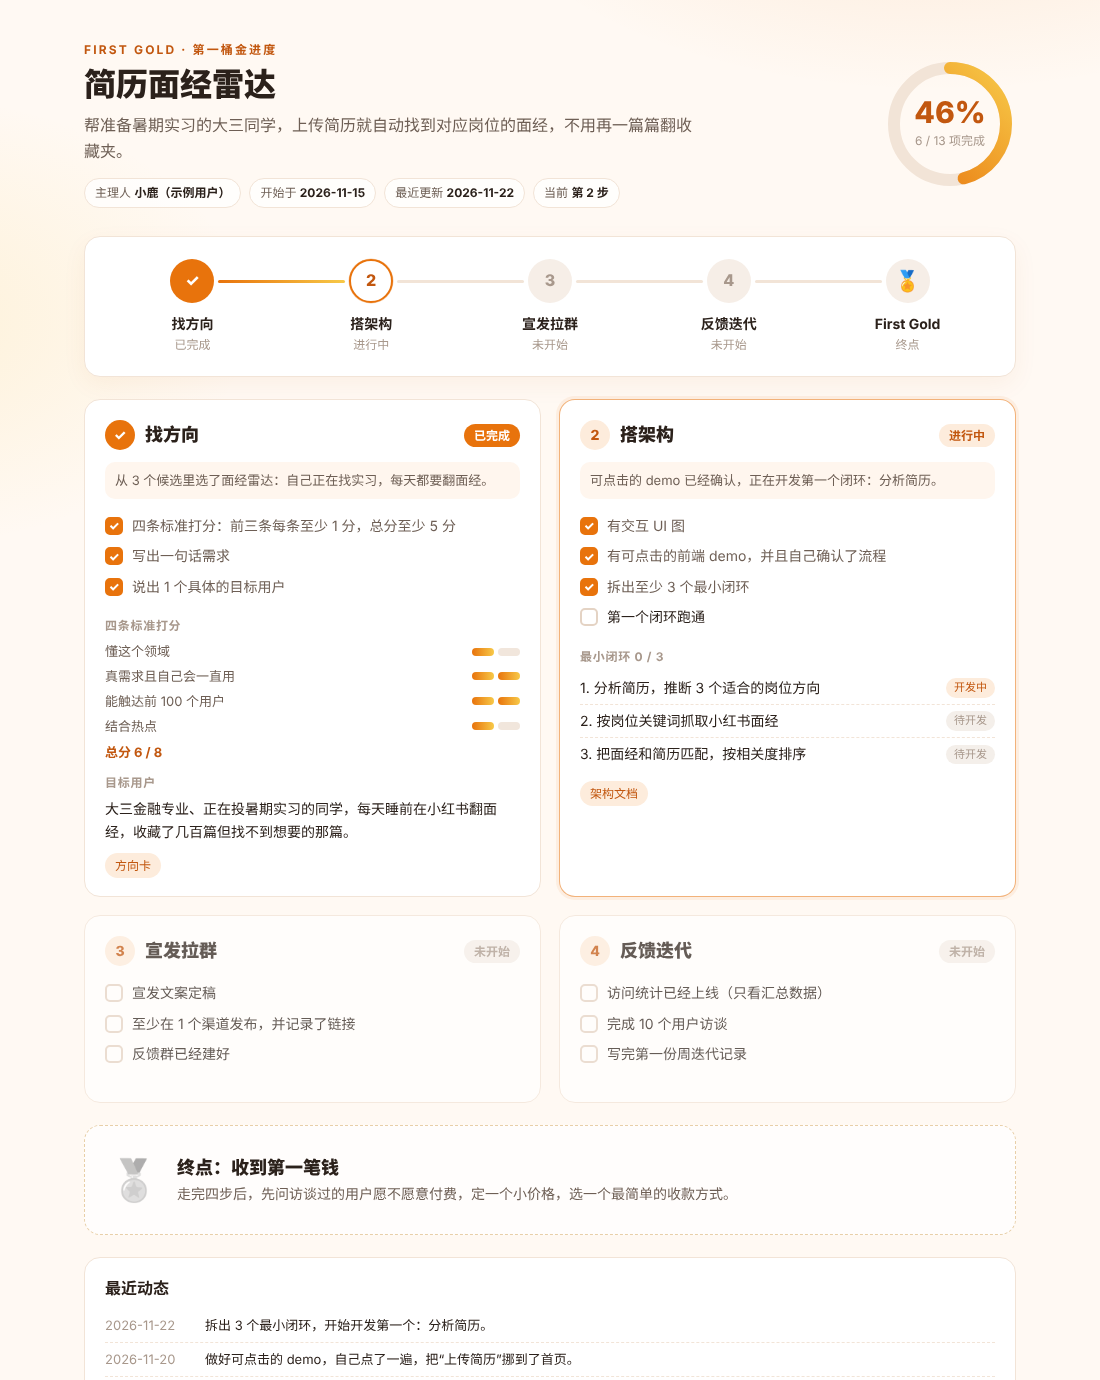 FIRST GOLD · 第一桶金进度
简历面经雷达
帮准备暑期实习的大三同学，上传简历就自动找到对应岗位的面经，不用再一篇篇翻收
藏夹。
主理人 小鹿（示例用户）
开始于 2026-11-15
最近更新 2026-11-22
当前 第 2 步
46%
6 / 13 项完成
找方向
已完成
2
搭架构
进行中
3
宣发拉群
未开始
4
反馈迭代
未开始
First Gold
终点
找方向
已完成
从 3 个候选里选了面经雷达：自己正在找实习，每天都要翻面经。
四条标准打分：前三条每条至少 1 分，总分至少 5 分
写出一句话需求
说出 1 个具体的目标用户
四条标准打分
懂这个领域
真需求且自己会一直用
能触达前 100 个用户
结合热点
总分 6 / 8
目标用户
大三金融专业、正在投暑期实习的同学，每天睡前在小红书翻面
经，收藏了几百篇但找不到想要的那篇。
方向卡
2
搭架构
进行中
可点击的 demo 已经确认，正在开发第一个闭环：分析简历。
有交互 UI 图
有可点击的前端 demo，并且自己确认了流程
拆出至少 3 个最小闭环
第一个闭环跑通
最小闭环 0 / 3
1. 分析简历，推断 3 个适合的岗位方向
开发中
2. 按岗位关键词抓取小红书面经
待开发
3. 把面经和简历匹配，按相关度排序
待开发
架构文档
3
宣发拉群
未开始
宣发文案定稿
至少在 1 个渠道发布，并记录了链接
反馈群已经建好
4
反馈迭代
未开始
访问统计已经上线（只看汇总数据）
完成 10 个用户访谈
写完第一份周迭代记录
终点：收到第一笔钱
走完四步后，先问访谈过的用户愿不愿意付费，定一个小价格，选一个最简单的收款方式。
最近动态
2026-11-22 拆出 3 个最小闭环，开始开发第一个：分析简历。
2026-11-20 做好可点击的 demo，自己点了一遍，把“上传简历”挪到了首页。